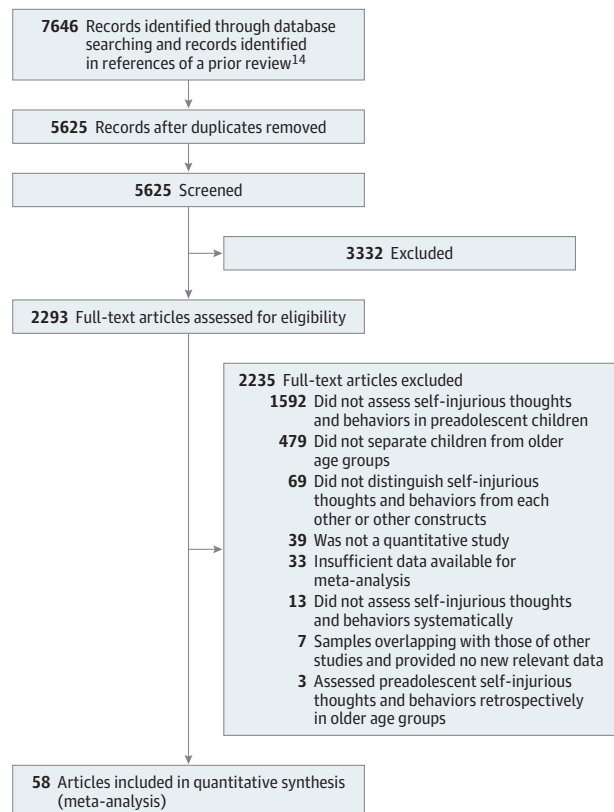 7646 Records identified through database
searching and records identified
in references of a prior review14
5625 Records after duplicates removed
5625 Screened
3332 Excluded
2293 Full-text articles assessed for eligibility
2235 Full-text articles excluded
1592 Did not assess self-injurious thoughts
and behaviors in preadolescent children
479 Did not separate children from older
age groups
69 Did not distinguish self-injurious
thoughts and behaviors from each
other or other constructs
39 Was not a quantitative study
33 Insufficient data available for
meta-analysis
13 Did not assess self-injurious thoughts
and behaviors systematically
7 Samples overlapping with those of other
studies and provided no new relevant data
3 Assessed preadolescent self-injurious
thoughts and behaviors retrospectively
in older age groups
58 Articles included in quantitative synthesis
(meta-analysis)